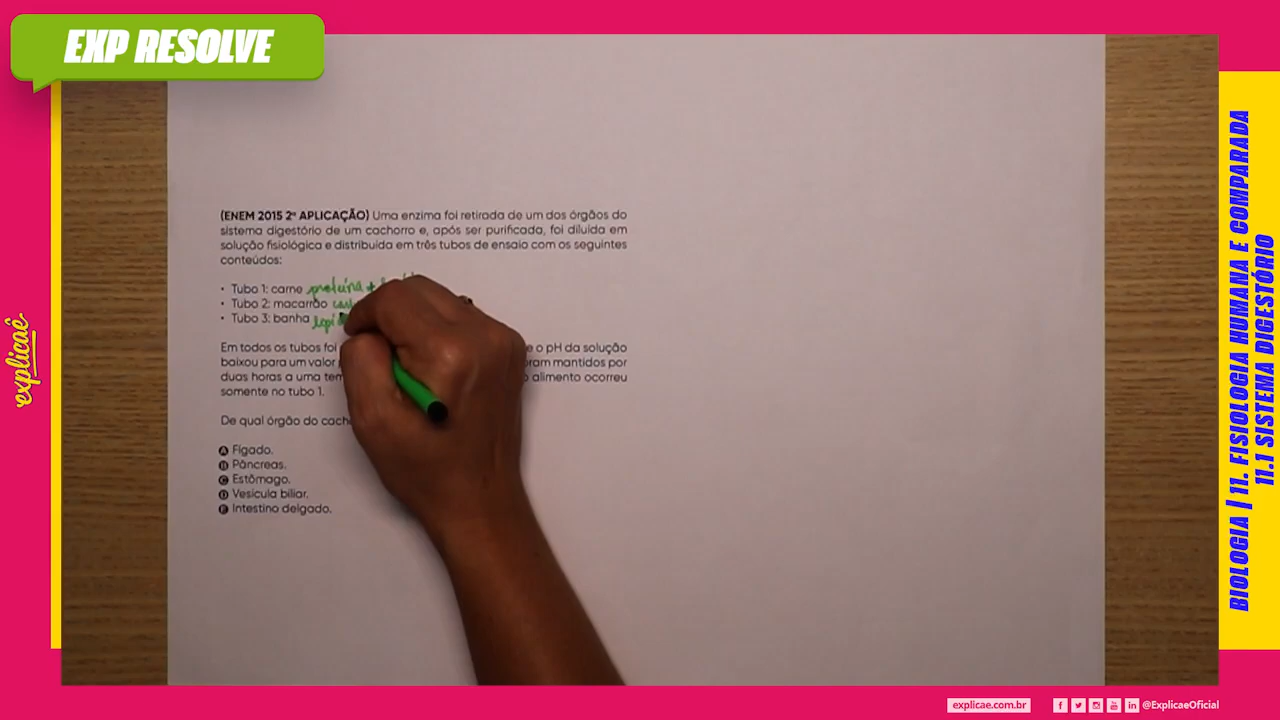 EXP RESOLVE
(ENEM 2015 2ª APLICAÇÃO) Uma enzima foi retirada de um dos órgãos do
sistema digestório de um cachorro e, após ser purificada, foi diluída em
solução fisiológica e distribuída em três tubos de ensaio com os seguintes
conteúdos:
• Tubo 1: carne proteína +
• Tubo 2: macarrão
• Tubo 3: banha
Em todos os tubos foi e o pH da solução
baixou para um valor mantidos por
duas horas a uma alimento ocorreu
somente no tubo 1.
De qual órgão do
A Fígado.
B Pâncreas.
C Estômago.
D Vesícula biliar.
E Intestino delgado.
explicaê
BIOLOGIA | 11. FISIOLOGIA HUMANA E COMPARADA
11.1 SISTEMA DIGESTÓRIO
explicae.com.br @ExplicaeOficial